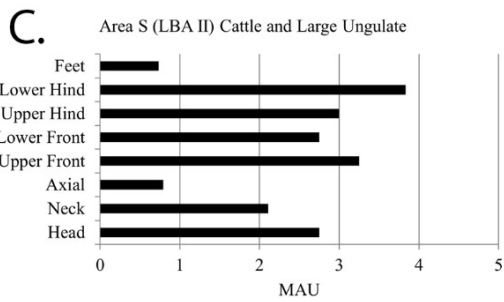 C.
Area S (LBA II) Cattle and Large Ungulate
Feet
Lower Hind
Upper Hind
Lower Front
Upper Front
Axial
Neck
Head
0 1 2 3 4 5
MAU